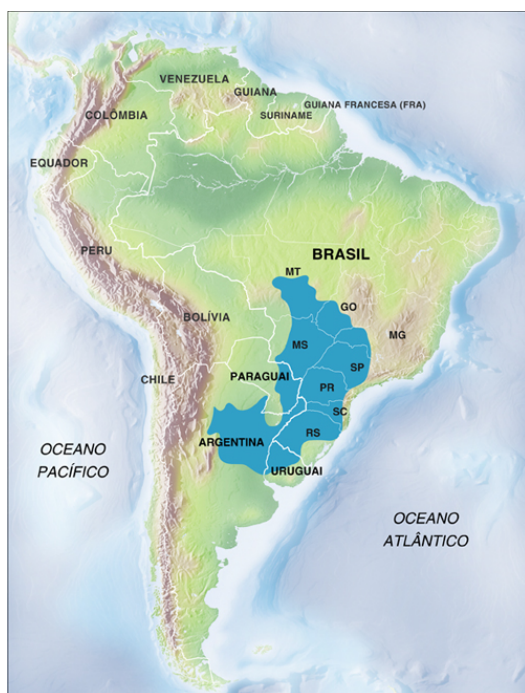 VENEZUELA
GUIANA
GUIANA FRANCESA (FRA)
SURINAME
COLÔMBIA
EQUADOR
BRASIL
PERU
MT
GO
BOLÍVIA
MG
MS
SP
PARAGUAI
CHILE
PR
SC
RS
ARGENTINA
OCEANO
PACÍFICO
URUGUAI
OCEANO
ATLÂNTICO